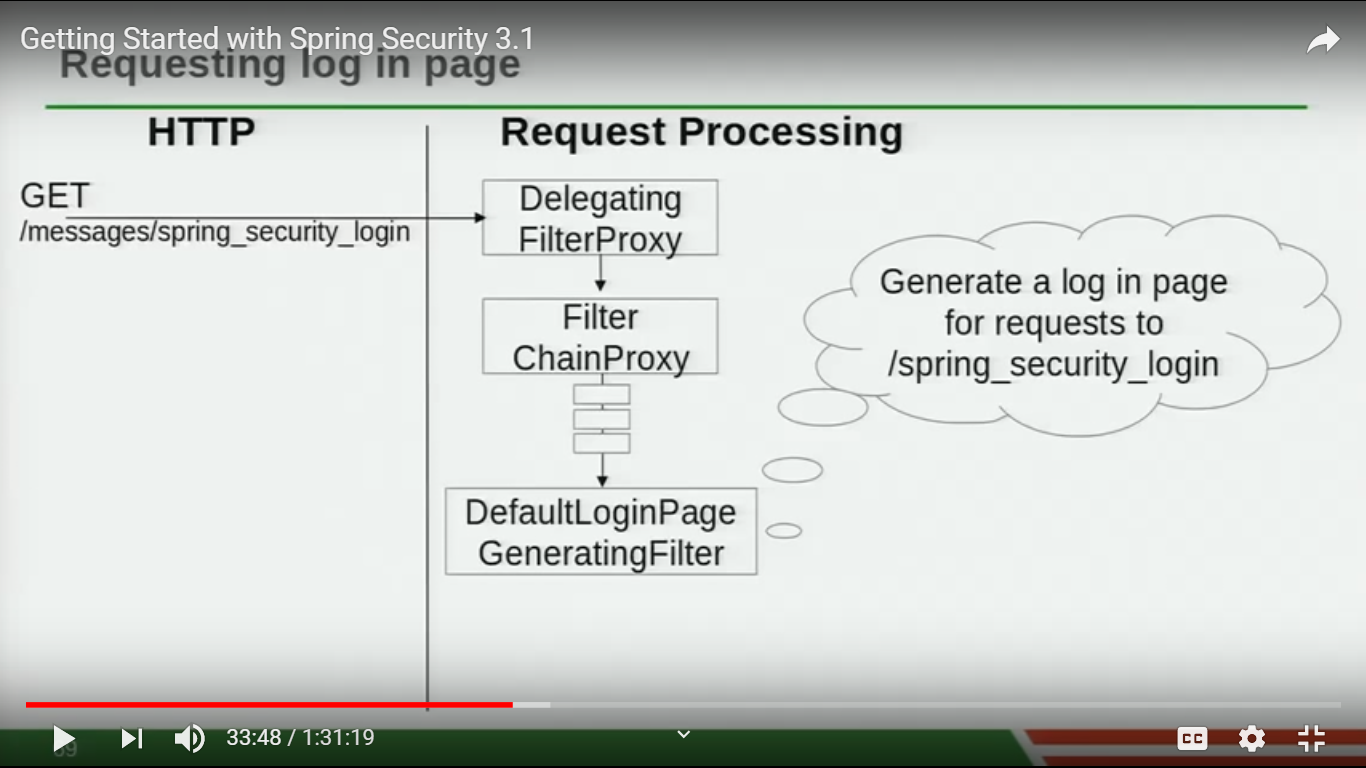 Getting Started with Spring Security 3.1
Requesting log in page
HTTP
Request Processing
GET
/messages/spring_security_login
Delegating
FilterProxy
Filter
ChainProxy
DefaultLoginPage
GeneratingFilter
Generate a log in page
for requests to
/spring_security_login
33:48 / 1:31:19
CC